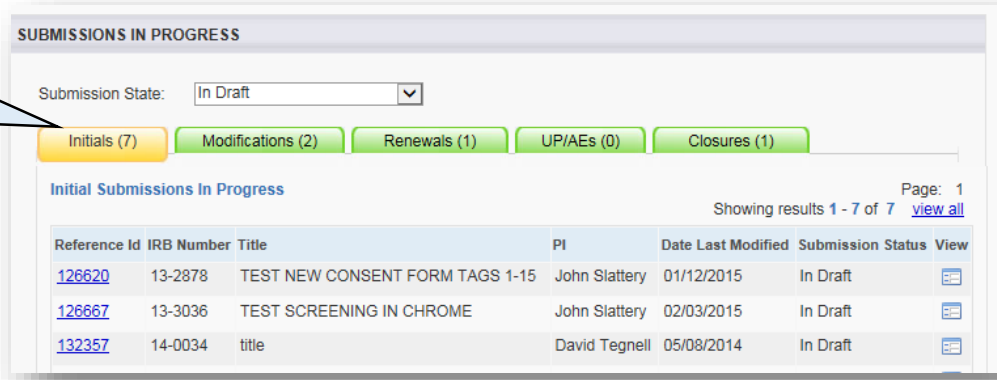 SUBMISSIONS IN PROGRESS
Submission State: In Draft
Initials (7) Modifications (2) Renewals (1) UP/AEs (0) Closures (1)
Initial Submissions In Progress Page: 1
Showing results 1 - 7 of 7 view all
Reference Id IRB Number Title PI Date Last Modified Submission Status View
126620 13-2878 TEST NEW CONSENT FORM TAGS 1-15 John Slattery 01/12/2015 In Draft
126667 13-3036 TEST SCREENING IN CHROME John Slattery 02/03/2015 In Draft
132357 14-0034 title David Tegnell 05/08/2014 In Draft